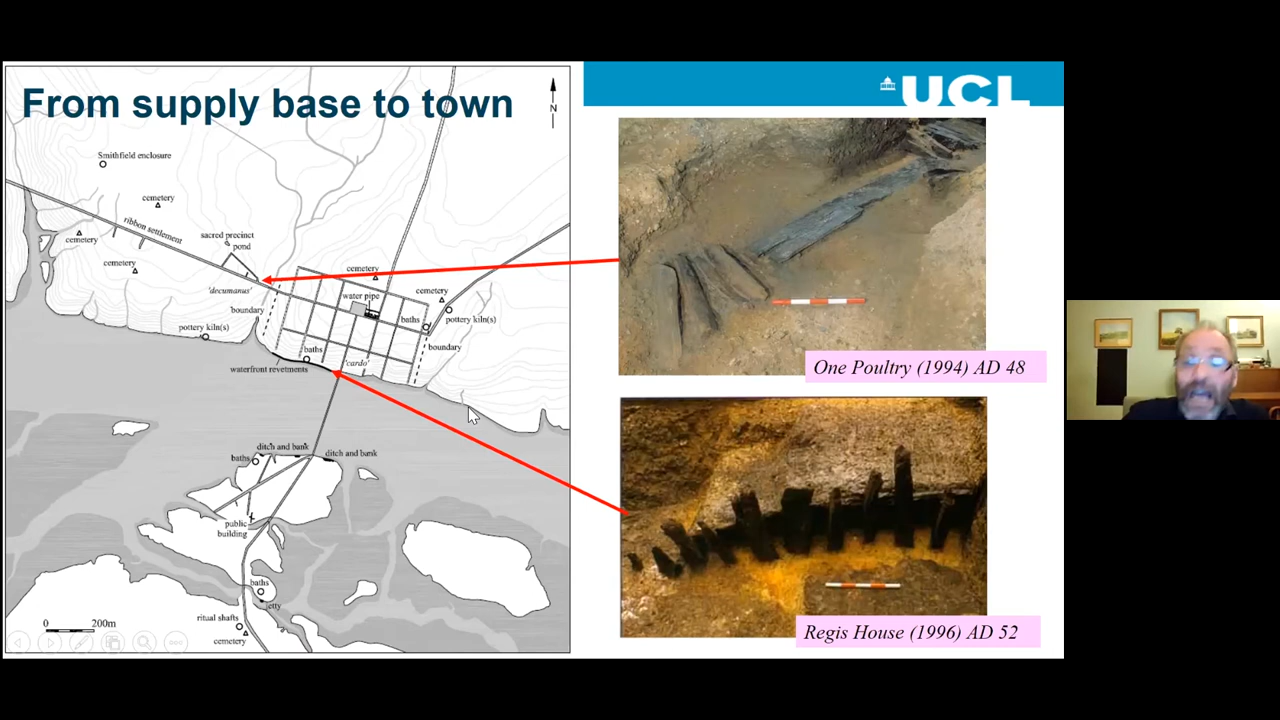 From supply base to town
N
Smithfield enclosure
cemetery
ribbon settlement
cemetery
sacred precinct
pond
cemetery
'decumanus'
boundary
cemetery
water pipe
cemetery
baths
pottery kiln(s)
pottery kiln(s)
boundary
baths
'cardo'
waterfront revetments
ditch and bank
ditch and bank
baths
public
building
baths
jetty
ritual shafts
cemetery
0 200m
UCL
One Poultry (1994) AD 48
Regis House (1996) AD 52